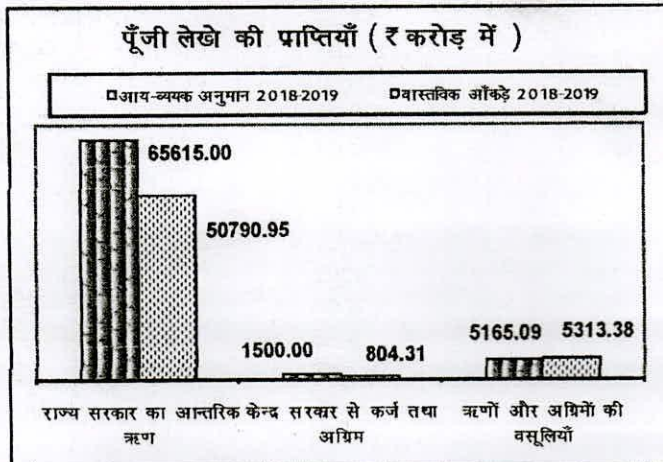 पूँजी लेखे की प्राप्तियाँ ( ₹ करोड़ में )
आय-व्ययक अनुमान 2018-2019 वास्तविक आँकड़े 2018-2019
65615.00
50790.95
1500.00 804.31
5165.09 5313.38
राज्य सरकार का आन्तरिक ऋण
केन्द्र सरकार से कर्ज तथा अग्रिम
ऋणों और अग्रिमों की वसूलियाँ